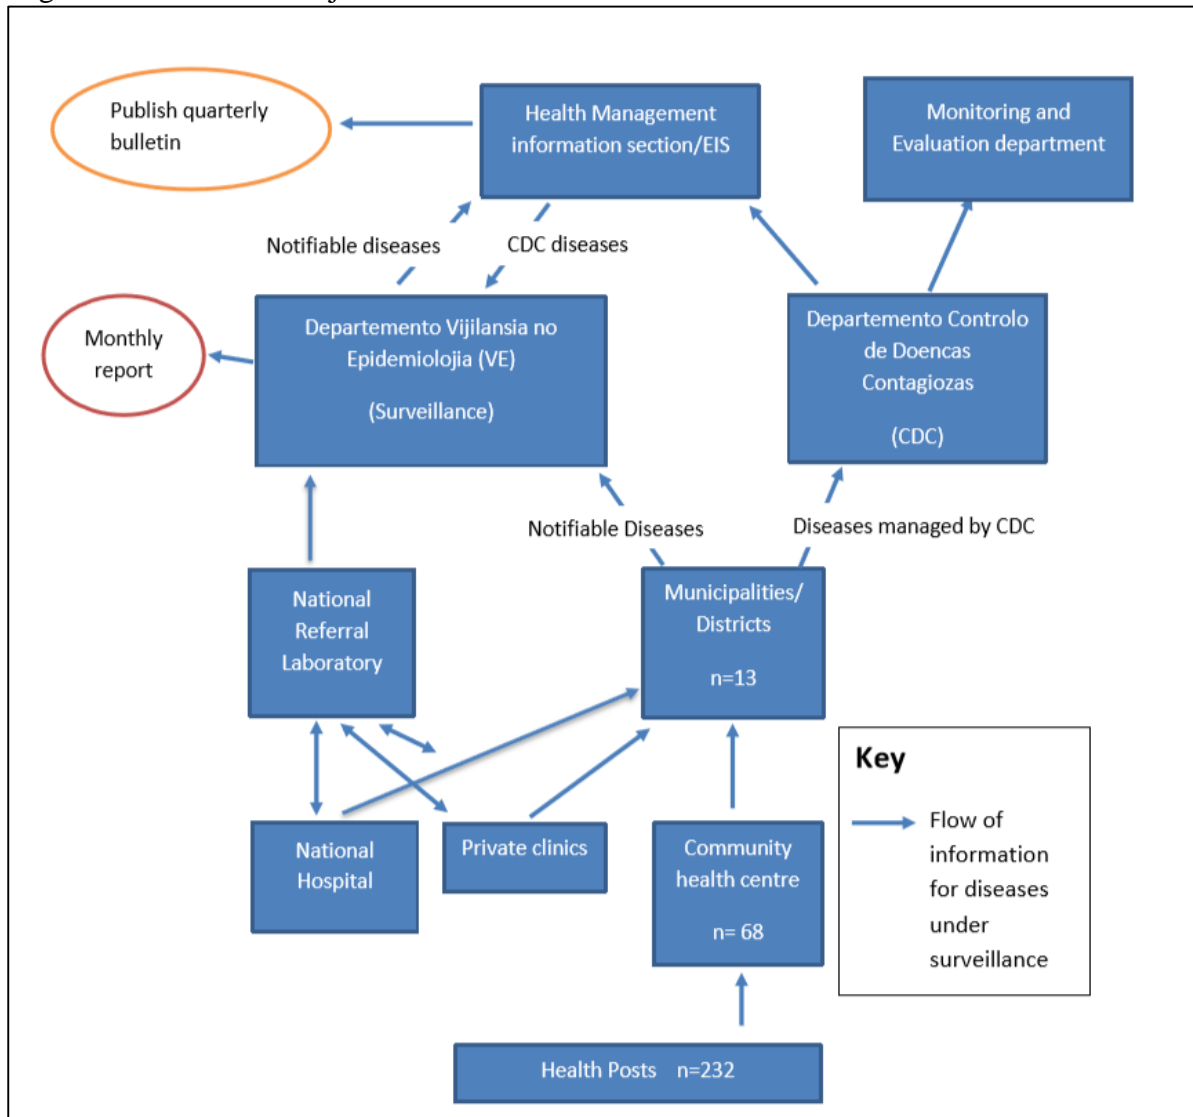 Publish quarterly
bulletin
Health Management
information section/EIS
Monitoring and
Evaluation department
Notifiable diseases
CDC diseases
Monthly
report
Departemento Vijilansia no
Epidemiolojia (VE)
(Surveillance)
Departemento Controlo
de Doencas
Contagiozas
(CDC)
Notifiable Diseases
Diseases managed by CDC
National
Referral
Laboratory
Municipalities/
Districts
n=13
National
Hospital
Private clinics
Community
health centre
n= 68
Key
Flow of
information
for diseases
under
surveillance
Health Posts n=232